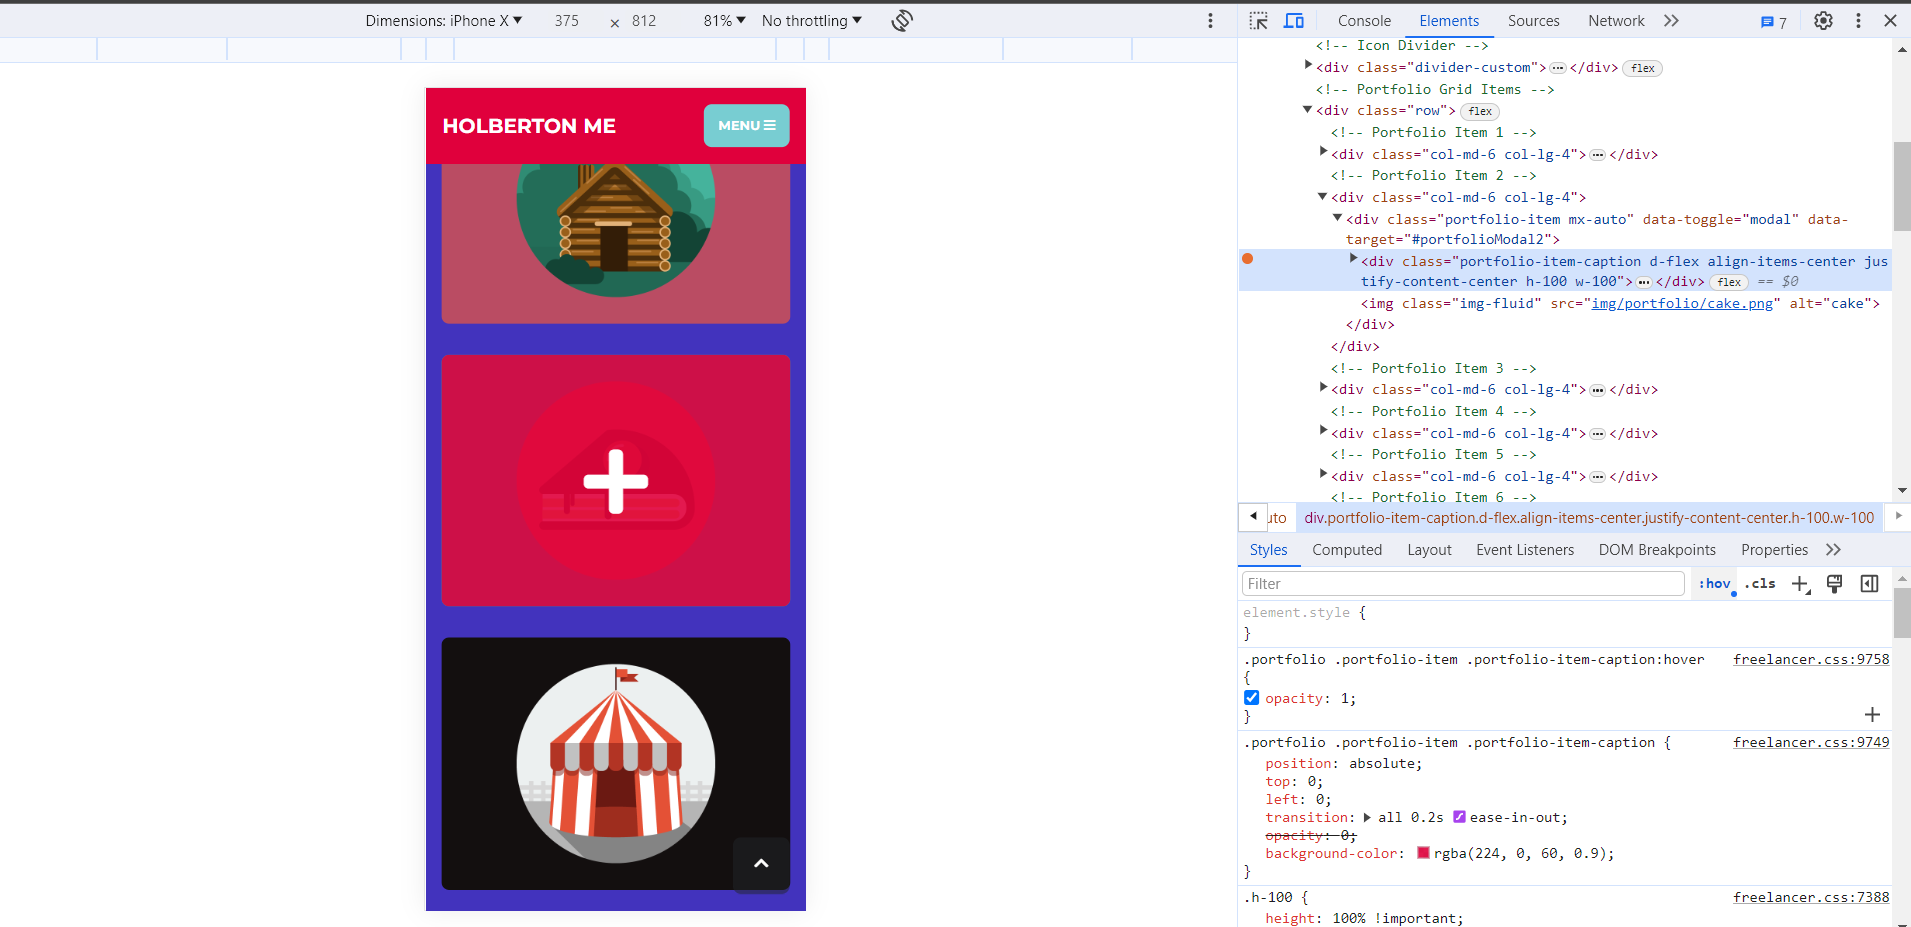 Dimensions: iPhone X ▼ 375 × 812 81% ▼ No throttling ▼
Console Elements Sources Network 7
HOLBERTON ME
MENU
<!-- Icon Divider -->
<div class="divider-custom">…</div> flex
<!-- Portfolio Grid Items -->
<div class="row"> flex
<!-- Portfolio Item 1 -->
<div class="col-md-6 col-lg-4">…</div>
<!-- Portfolio Item 2 -->
<div class="col-md-6 col-lg-4">
<div class="portfolio-item mx-auto" data-toggle="modal" data-
target="#portfolioModal2">
<div class="portfolio-item-caption d-flex align-items-center jus
tify-content-center h-100 w-100">…</div> flex == $0
<img class="img-fluid" src="img/portfolio/cake.png" alt="cake">
</div>
</div>
<!-- Portfolio Item 3 -->
<div class="col-md-6 col-lg-4">…</div>
<!-- Portfolio Item 4 -->
<div class="col-md-6 col-lg-4">…</div>
<!-- Portfolio Item 5 -->
<div class="col-md-6 col-lg-4">…</div>
<!-- Portfolio Item 6 -->
uto div.portfolio-item-caption.d-flex.align-items-center.justify-content-center.h-100.w-100
Styles Computed Layout Event Listeners DOM Breakpoints Properties
Filter :hov .cls
element.style {
}
.portfolio .portfolio-item .portfolio-item-caption:hover freelancer.css:9758
{
opacity: 1;
}
.portfolio .portfolio-item .portfolio-item-caption { freelancer.css:9749
position: absolute;
top: 0;
left: 0;
transition: all 0.2s ease-in-out;
opacity: 0;
background-color: rgba(224, 0, 60, 0.9);
}
.h-100 { freelancer.css:7388
height: 100% !important;